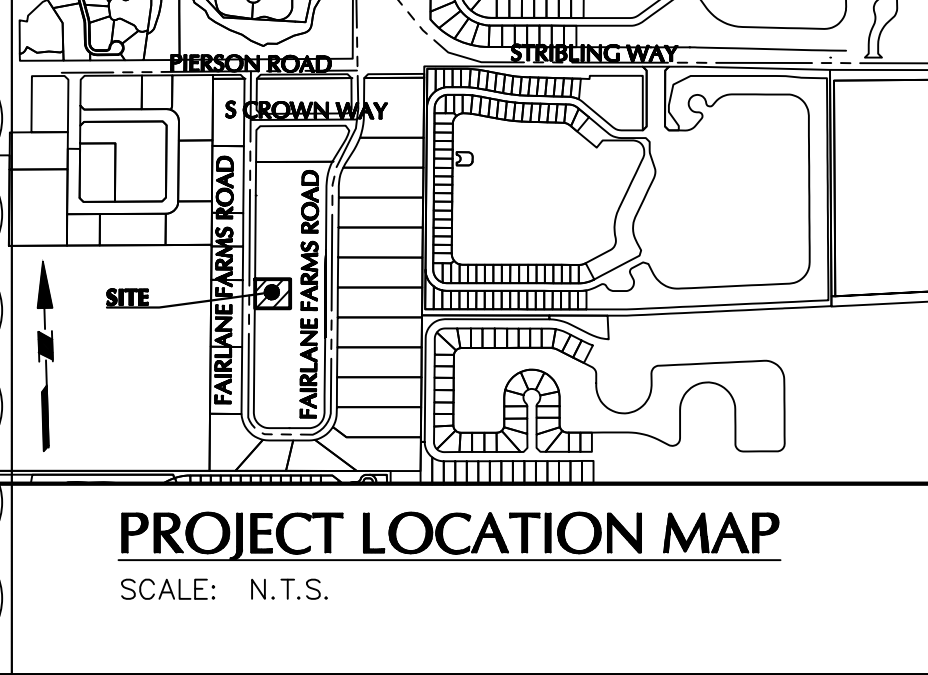 STRIBLING WAY
PIERSON ROAD
S CROWN WAY
FAIRLANE FARMS ROAD
FAIRLANE FARMS ROAD
SITE
PROJECT LOCATION MAP
SCALE: N.T.S.